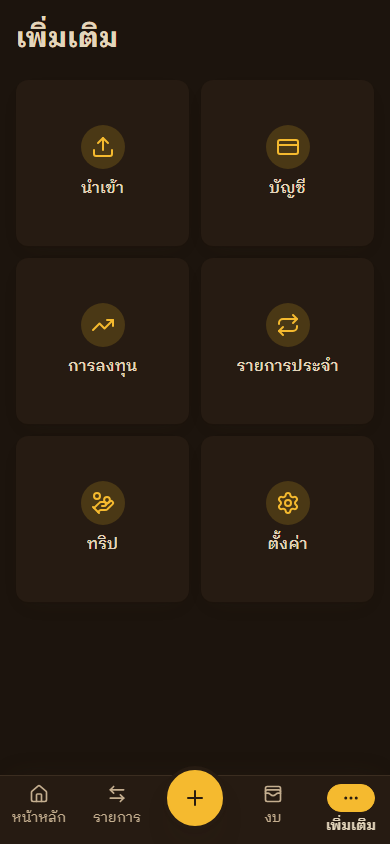 เพิ่มเติม
นำเข้า
บัญชี
การลงทุน
รายการประจำ
ทริป
ตั้งค่า
หน้าหลัก
รายการ
งบ
เพิ่มเติม